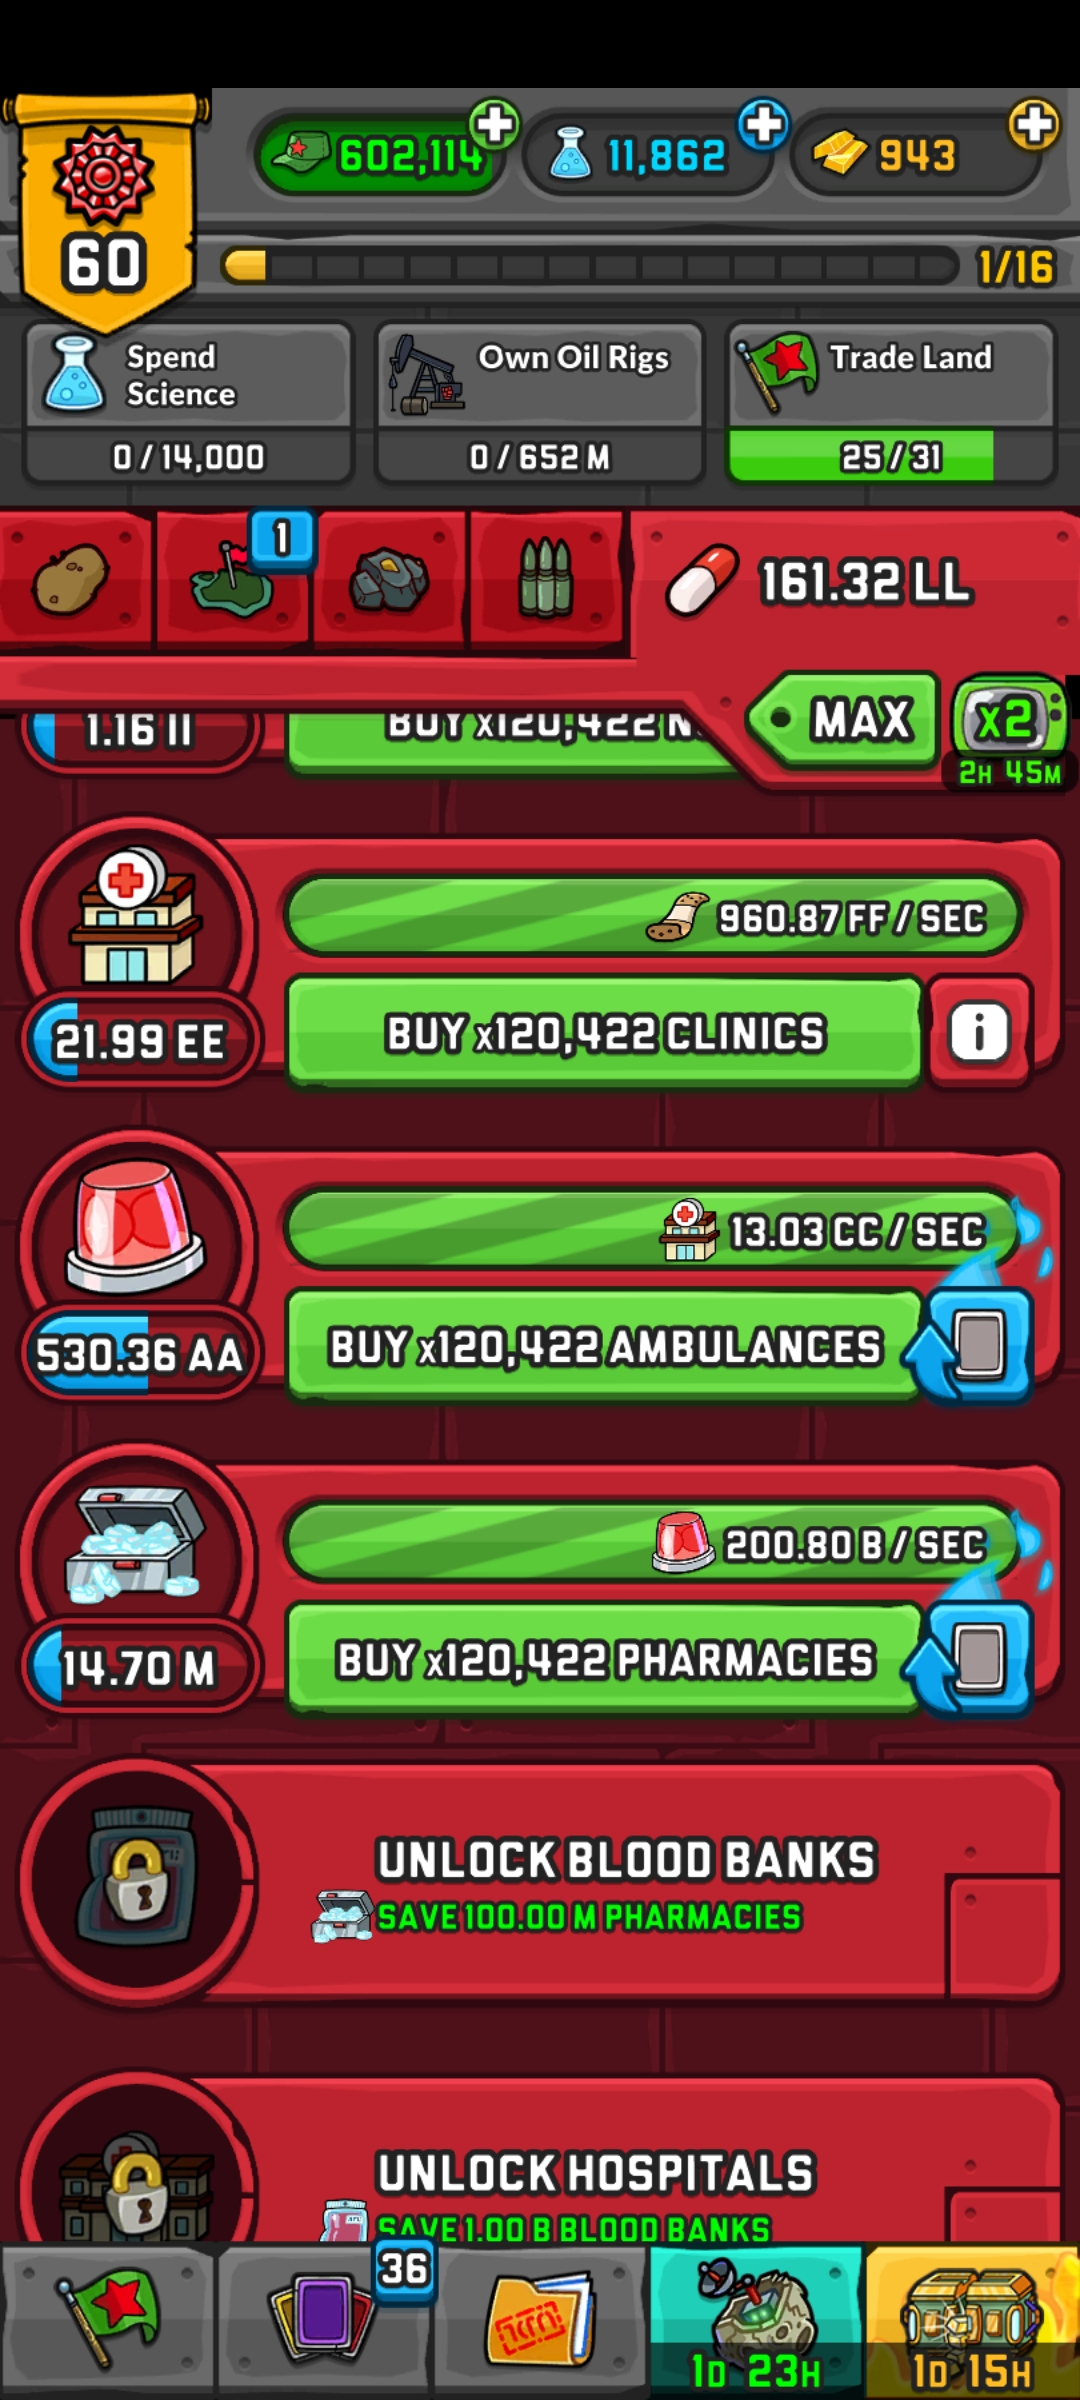 602,114
11,862
943
60
1/16
Spend
Science
0/14,000
Own Oil Rigs
0/652 M
Trade Land
25/31
1
161.32 LL
MAX
x2
2H 45M
1.16 II
BUY x120,422 N
960.87 FF / SEC
21.99 EE
BUY x120,422 CLINICS
i
13.03 CC / SEC
530.36 AA
BUY x120,422 AMBULANCES
200.80 B / SEC
14.70 M
BUY x120,422 PHARMACIES
UNLOCK BLOOD BANKS
SAVE 100.00 M PHARMACIES
UNLOCK HOSPITALS
SAVE 1.00 B BLOOD BANKS
36
1D 23H
1D 15H